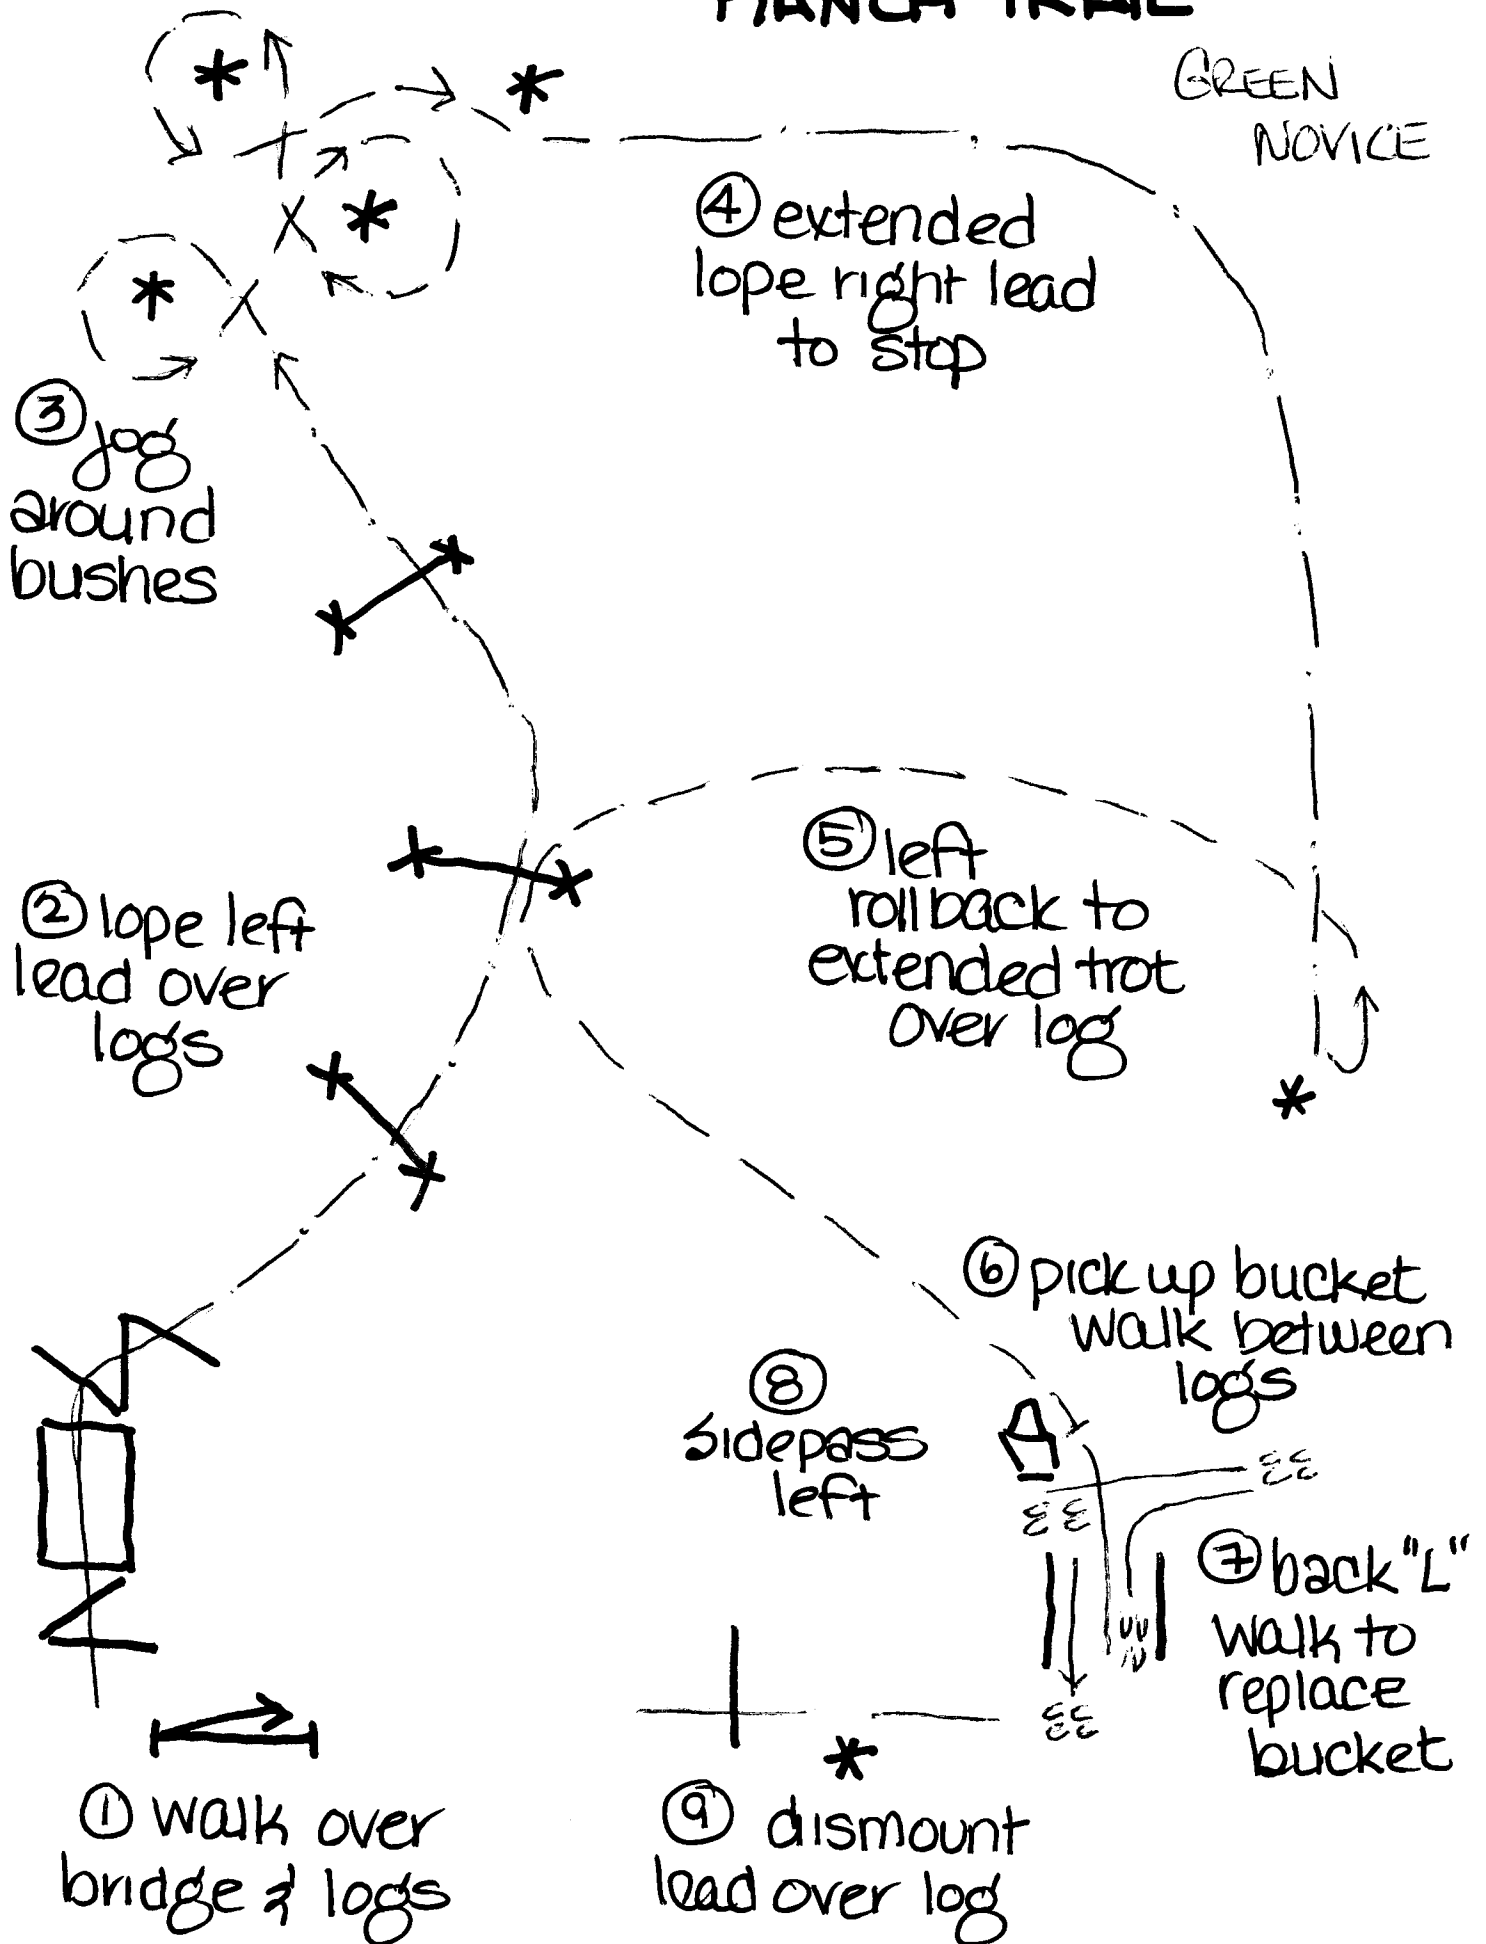 RANCH TRAIL
GREEN
NOVICE
④ extended
lope right lead
to stop
③ jog
around
bushes
⑤ left
rollback to
extended trot
over log
② lope left
lead over
logs
⑥ pick up bucket
walk between
logs
⑧
sidepass
left
⑦ back "L"
walk to
replace
bucket
① walk over
bridge & logs
⑨ dismount
lead over log